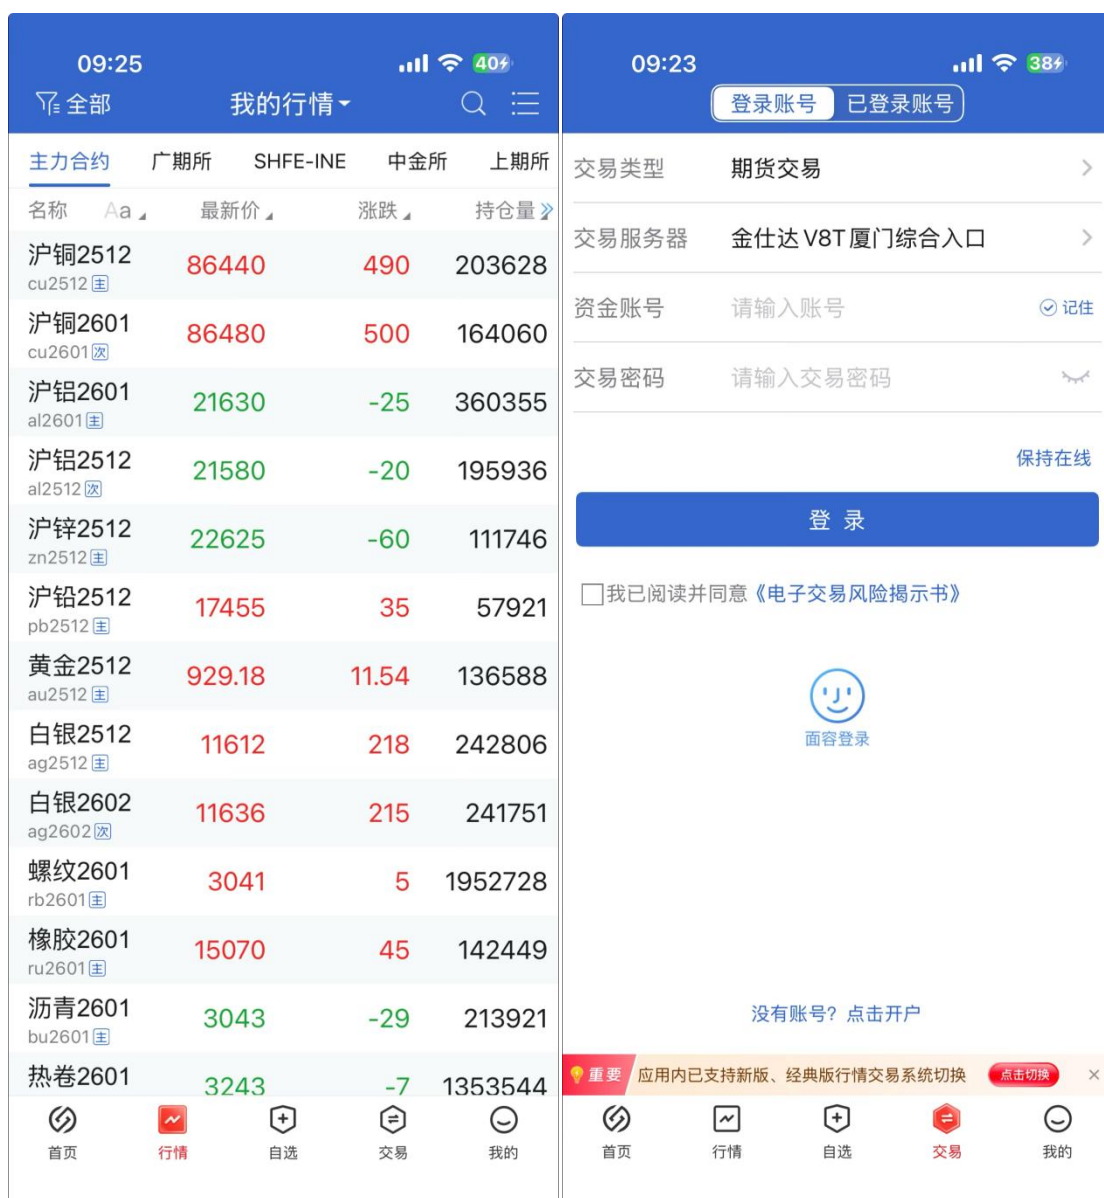 09:25
40
全部
我的行情
主力合约 广期所 SHFE-INE 中金所 上期所
名称 Aa 最新价 涨跌 持仓量
沪铜2512 86440 490 203628
cu2512 主
沪铜2601 86480 500 164060
cu2601 次
沪铝2601 21630 -25 360355
al2601 主
沪铝2512 21580 -20 195936
al2512 次
沪锌2512 22625 -60 111746
zn2512 主
沪铅2512 17455 35 57921
pb2512 主
黄金2512 929.18 11.54 136588
au2512 主
白银2512 11612 218 242806
ag2512 主
白银2602 11636 215 241751
ag2602 次
螺纹2601 3041 5 1952728
rb2601 主
橡胶2601 15070 45 142449
ru2601 主
沥青2601 3043 -29 213921
bu2601 主
热卷2601 3243 -7 1353544
首页 行情 自选 交易 我的
09:23
38
登录账号 已登录账号
交易类型 期货交易
交易服务器 金仕达V8T厦门综合入口
资金账号 请输入账号 记住
交易密码 请输入交易密码
保持在线
登 录
我已阅读并同意《电子交易风险揭示书》
面容登录
没有账号？点击开户
重要 应用内已支持新版、经典版行情交易系统切换 点击切换
首页 行情 自选 交易 我的